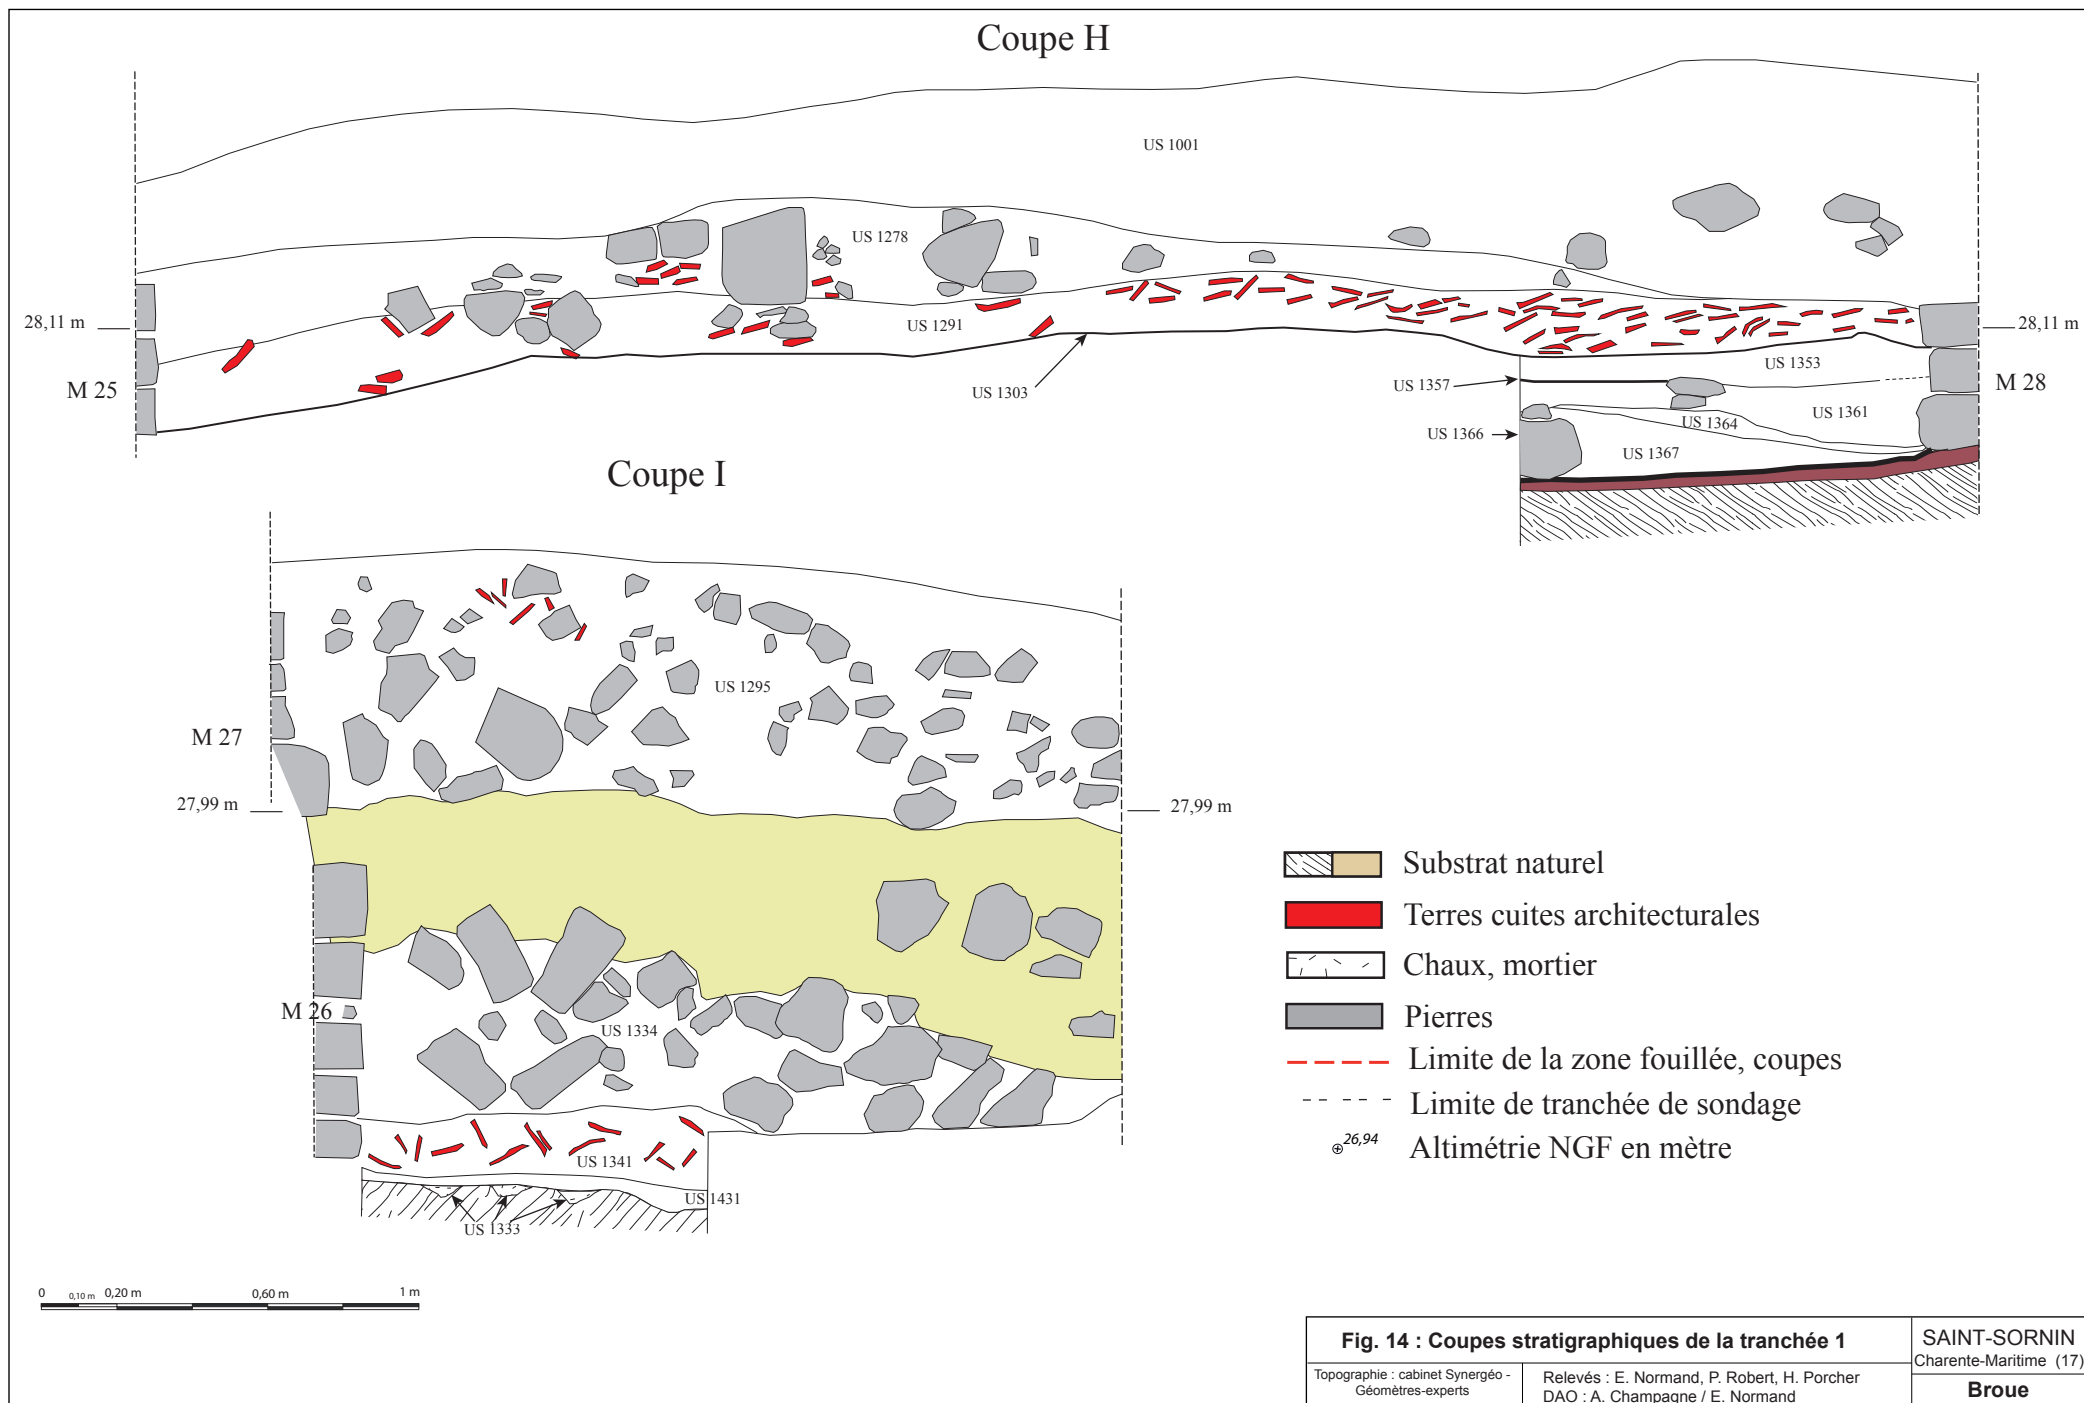 Coupe H
US 1001
US 1278
28,11 m
US 1291
28,11 m
US 1353
M 25
US 1303
US 1357
M 28
US 1361
US 1364
US 1366
US 1367
Coupe I
US 1295
M 27
27,99 m
27,99 m
M 26
US 1334
US 1341
US 1431
US 1333
Substrat naturel
Terres cuites architecturales
Chaux, mortier
Pierres
Limite de la zone fouillée, coupes
Limite de tranchée de sondage
26,94 Altimétrie NGF en mètre
0 0,10 m 0,20 m 0,60 m 1 m
Fig. 14 : Coupes stratigraphiques de la tranchée 1
Topographie : cabinet Synergéo -
Géomètres-experts
Relevés : E. Normand, P. Robert, H. Porcher
DAO : A. Champagne / E. Normand
SAINT-SORNIN
Charente-Maritime (17)
Broue